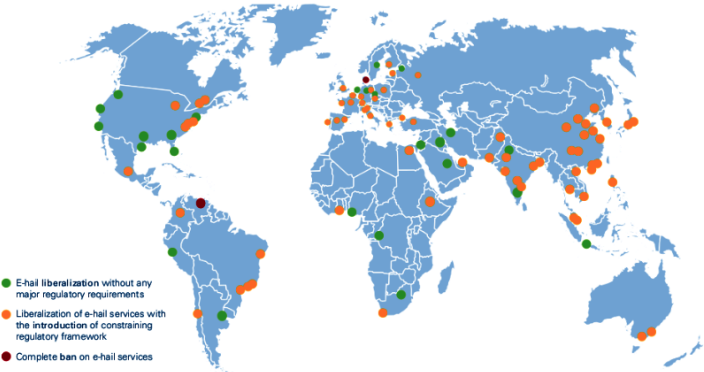 E-hail liberalization without any
major regulatory requirements
Liberalization of e-hail services with
the introduction of constraining
regulatory framework
Complete ban on e-hail services